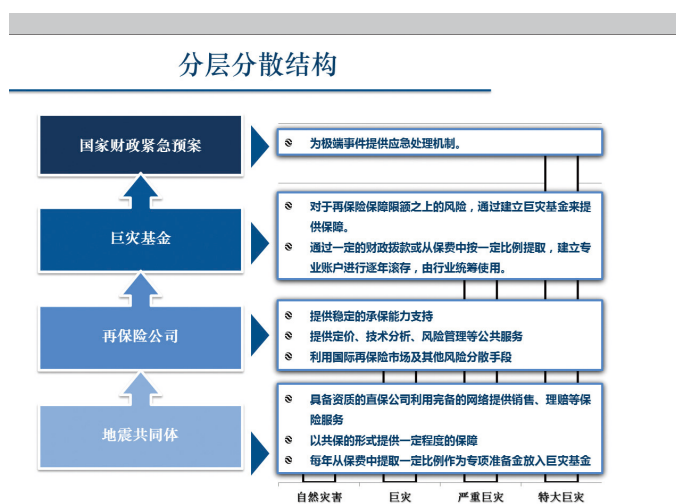 分层分散结构
国家财政紧急预案
为极端事件提供应急处理机制。
巨灾基金
对于再保险保障限额之上的风险，通过建立巨灾基金来提
供保障。
通过一定的财政拨款或从保费中按一定比例提取，建立专
业账户进行逐年滚存，由行业统筹使用。
再保险公司
提供稳定的承保能力支持
提供定价、技术分析、风险管理等公共服务
利用国际再保险市场及其他风险分散手段
地震共同体
具备资质的直保公司利用完备的网络提供销售、理赔等保
险服务
以共保的形式提供一定程度的保障
每年从保费中提取一定比例作为专项准备金放入巨灾基金
自然灾害 巨灾 严重巨灾 特大巨灾